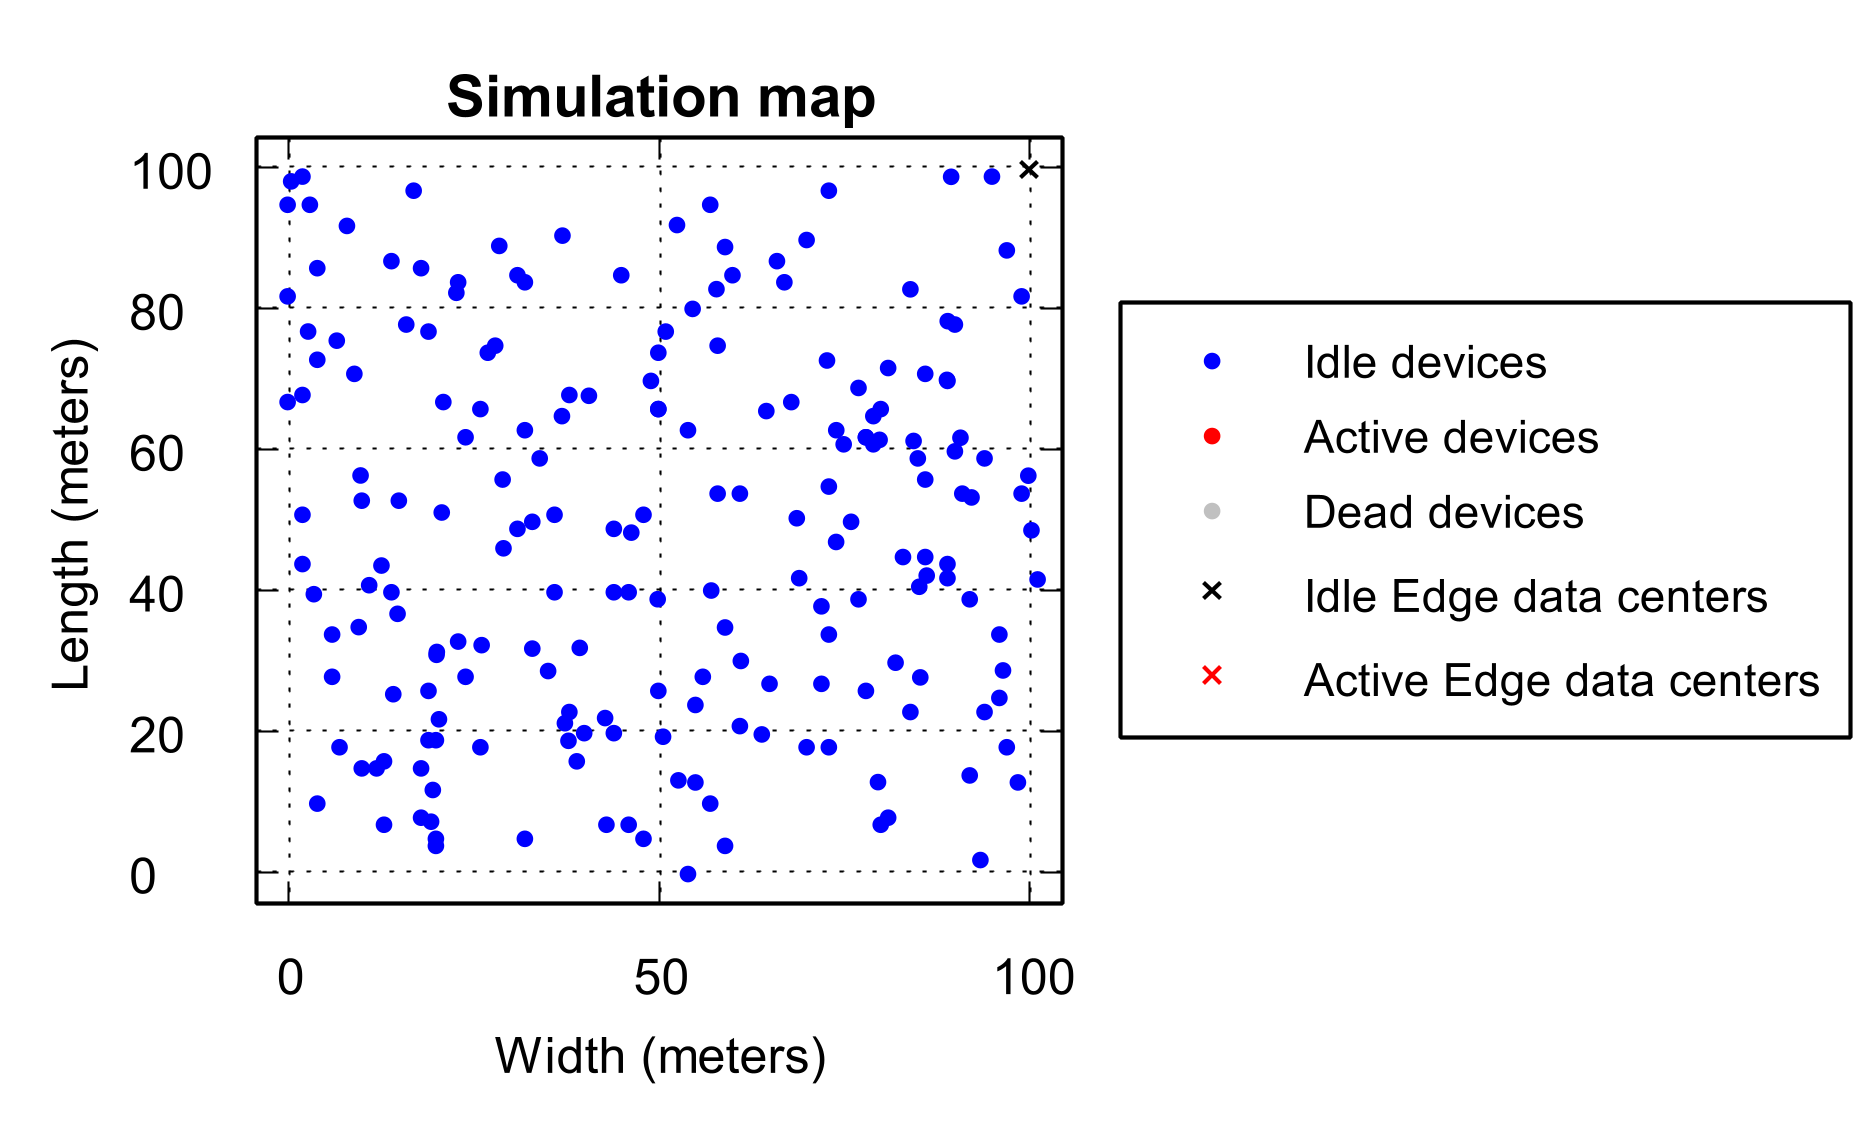 Simulation map
100
80
60
40
20
0
Length (meters)
0 50 100
Width (meters)
Idle devices
Active devices
Dead devices
Idle Edge data centers
Active Edge data centers